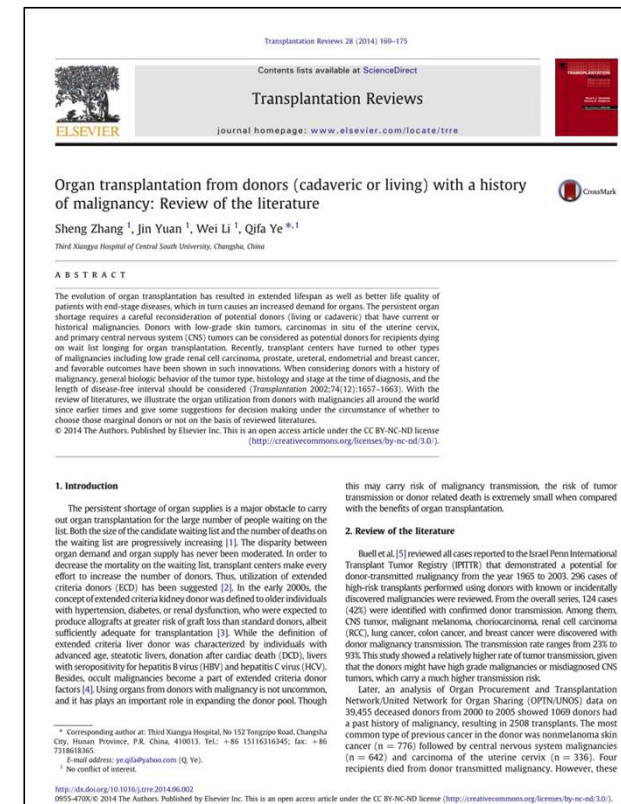 Transplantation Reviews 28 (2014) 169–175
Contents lists available at ScienceDirect
Transplantation Reviews
journal homepage: www.elsevier.com/locate/trre
ELSEVIER
TRANSPLANTATION
Organ transplantation from donors (cadaveric or living) with a history
of malignancy: Review of the literature
CrossMark
Sheng Zhang 1, Jin Yuan 1, Wei Li 1, Qifa Ye *,1
Third Xiangya Hospital of Central South University, Changsha, China
ABSTRACT
The evolution of organ transplantation has resulted in extended lifespan as well as better life quality of
patients with end-stage diseases, which in turn causes an increased demand for organs. The persistent organ
shortage requires a careful reconsideration of potential donors (living or cadaveric) that have current or
historical malignancies. Donors with low-grade skin tumors, carcinomas in situ of the uterine cervix,
and primary central nervous system (CNS) tumors can be considered as potential donors for recipients dying
on wait list longing for organ transplantation. Recently, transplant centers have turned to other types
of malignancies including low grade renal cell carcinoma, prostate, ureteral, endometrial and breast cancer,
and favorable outcomes have been shown in such innovations. When considering donors with a history of
malignancy, general biologic behavior of the tumor type, histology and stage at the time of diagnosis, and the
length of disease-free interval should be considered (Transplantation 2002;74(12):1657–1663). With the
review of literatures, we illustrate the organ utilization from donors with malignancies all around the world
since earlier times and give some suggestions for decision making under the circumstance of whether to
choose those marginal donors or not on the basis of reviewed literatures.
© 2014 The Authors. Published by Elsevier Inc. This is an open access article under the CC BY-NC-ND license
(http://creativecommons.org/licenses/by-nc-nd/3.0/).
1. Introduction
The persistent shortage of organ supplies is a major obstacle to carry
out organ transplantation for the large number of people waiting on the
list. Both the size of the candidate waiting list and the number of deaths on
the waiting list are progressively increasing [1]. The disparity between
organ demand and organ supply has never been moderated. In order to
decrease the mortality on the waiting list, transplant centers make every
effort to increase the number of donors. Thus, utilization of extended
criteria donors (ECD) has been suggested [2]. In the early 2000s, the
concept of extended criteria kidney donor was defined to older individuals
with hypertension, diabetes, or renal dysfunction, who were expected to
produce allografts at greater risk of graft loss than standard donors, albeit
sufficiently adequate for transplantation [3]. While the definition of
extended criteria liver donor was characterized by individuals with
advanced age, steatotic livers, donation after cardiac death (DCD), livers
with seropositivity for hepatitis B virus (HBV) and hepatitis C virus (HCV).
Besides, occult malignancies become a part of extended criteria donor
factors [4]. Using organs from donors with malignancy is not uncommon,
and it has plays an important role in expanding the donor pool. Though
* Corresponding author at: Third Xiangya Hospital, No 152 Tongzipo Road, Changsha
City, Hunan Province, P.R. China, 410013. Tel.: +86 15116316345; fax: +86
7318618365.
E-mail address: ye.qifa@yahoo.com (Q. Ye).
1 No conflict of interest.
this may carry risk of malignancy transmission, the risk of tumor
transmission or donor related death is extremely small when compared
with the benefits of organ transplantation.
2. Review of the literature
Buell et al. [5] reviewed all cases reported to the Israel Penn International
Transplant Tumor Registry (IPITTR) that demonstrated a potential for
donor-transmitted malignancy from the year 1965 to 2003. 296 cases of
high-risk transplants performed using donors with known or incidentally
discovered malignancies were reviewed. From the overall series, 124 cases
(42%) were identified with confirmed donor transmission. Among them,
CNS tumor, malignant melanoma, choriocarcinoma, renal cell carcinoma
(RCC), lung cancer, colon cancer, and breast cancer were discovered with
donor malignancy transmission. The transmission rate ranges from 23% to
93%. This study showed a relatively higher rate of tumor transmission, given
that the donors might have high grade malignancies or misdiagnosed CNS
tumors, which carry a much higher transmission risk.
Later, an analysis of Organ Procurement and Transplantation
Network/United Network for Organ Sharing (OPTN/UNOS) data on
39,455 deceased donors from 2000 to 2005 showed 1069 donors had
a past history of malignancy, resulting in 2508 transplants. The most
common type of previous cancer in the donor was nonmelanoma skin
cancer (n = 776) followed by central nervous system malignancies
(n = 642) and carcinoma of the uterine cervix (n = 336). Four
recipients died from donor transmitted malignancy. However, these
http://dx.doi.org/10.1016/j.trre.2014.06.002
0955-470X/© 2014 The Authors. Published by Elsevier Inc. This is an open access article under the CC BY-NC-ND license (http://creativecommons.org/licenses/by-nc-nd/3.0/).